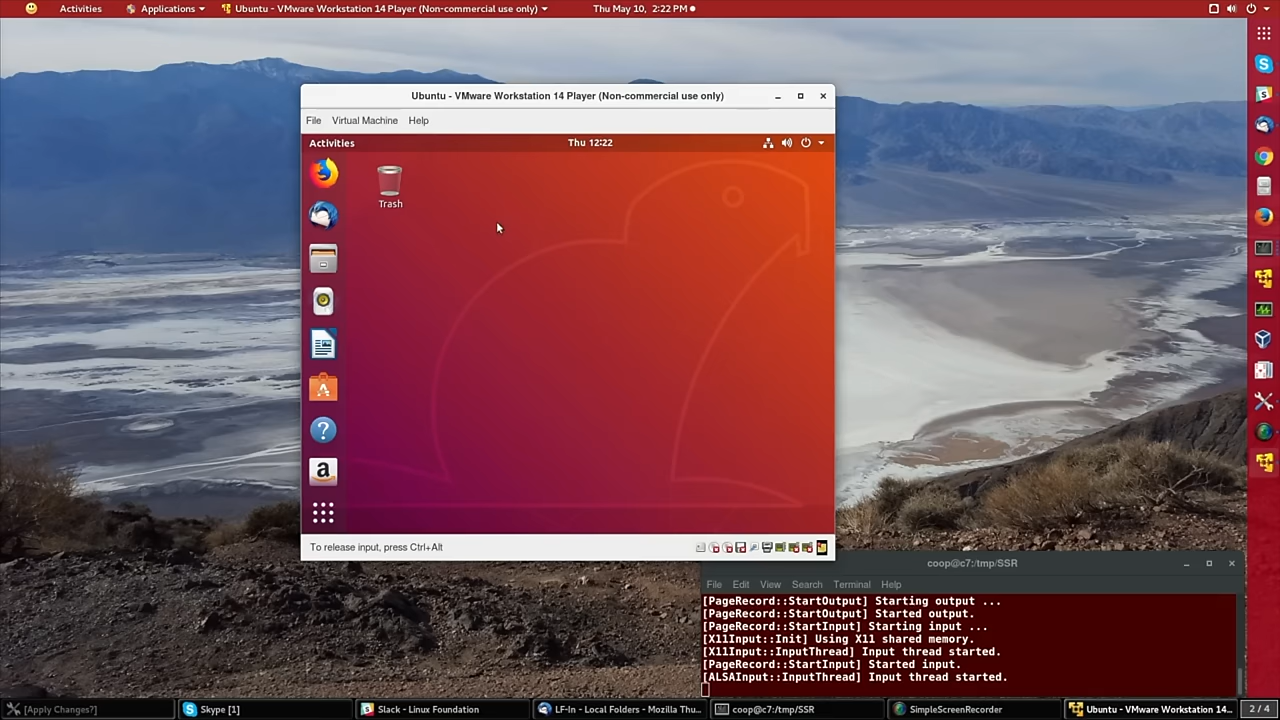 Activities
Applications
Ubuntu - VMware Workstation 14 Player (Non-commercial use only)
Thu May 10, 2:22 PM
Ubuntu - VMware Workstation 14 Player (Non-commercial use only)
File Virtual Machine Help
Activities
Thu 12:22
Trash
?
a
To release input, press Ctrl+Alt
coop@c7:/tmp/SSR
File Edit View Search Terminal Help
[PageRecord::StartOutput] Starting output ...
[PageRecord::StartOutput] Started output.
[PageRecord::StartInput] Starting input ...
[X11Input::Init] Using X11 shared memory.
[X11Input::InputThread] Input thread started.
[PageRecord::StartInput] Started input.
[ALSAInput::InputThread] Input thread started.
[Apply Changes?]
Skype [1]
Slack - Linux Foundation
LF-In - Local Folders - Mozilla Thu...
coop@c7:/tmp/SSR
SimpleScreenRecorder
Ubuntu - VMware Workstation 14...
2 / 4